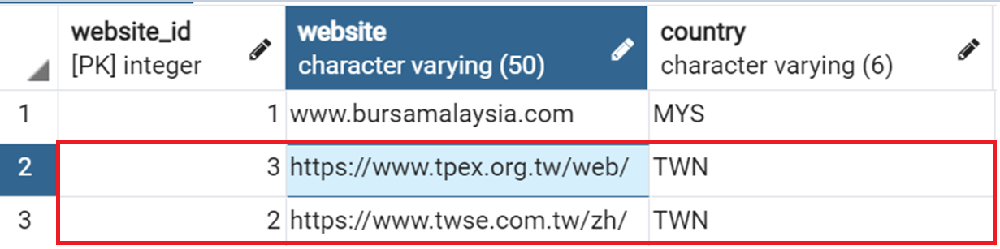 website_id website country
[PK] integer character varying (50) character varying (6)
1 1 www.bursamalaysia.com MYS
2 3 https://www.tpex.org.tw/web/ TWN
3 2 https://www.twse.com.tw/zh/ TWN